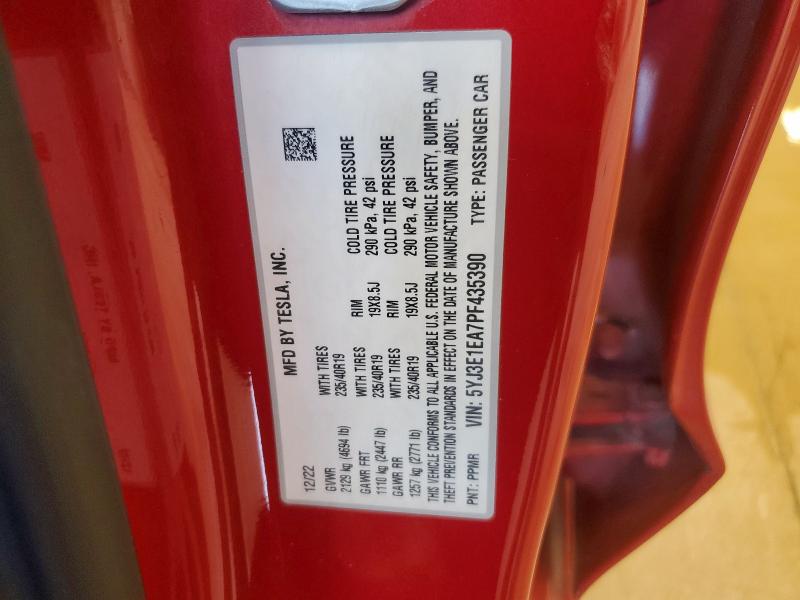 MFD BY TESLA, INC.
12/22
GVWR WITH TIRES RIM COLD TIRE PRESSURE
2129 kg (4694 lb) 235/40R19 19X8.5J 290 kPa, 42 psi
GAWR FRT WITH TIRES RIM COLD TIRE PRESSURE
1110 kg (2447 lb) 235/40R19 19X8.5J 290 kPa, 42 psi
GAWR RR WITH TIRES
1257 kg (2771 lb) 235/40R19
THIS VEHICLE CONFORMS TO ALL APPLICABLE U.S. FEDERAL MOTOR VEHICLE SAFETY, BUMPER, AND
THEFT PREVENTION STANDARDS IN EFFECT ON THE DATE OF MANUFACTURE SHOWN ABOVE.
PNT: PPMR VIN: 5YJ3E1EA7PF435390 TYPE: PASSENGER CAR